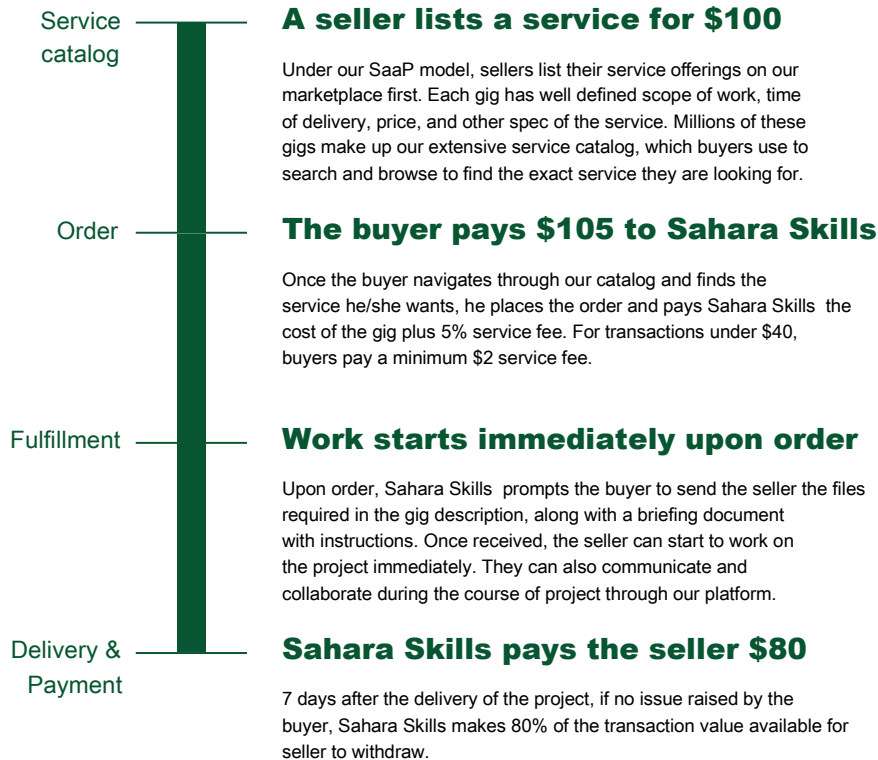 Service
catalog
A seller lists a service for $100
Under our SaaP model, sellers list their service offerings on our
marketplace first. Each gig has well defined scope of work, time
of delivery, price, and other spec of the service. Millions of these
gigs make up our extensive service catalog, which buyers use to
search and browse to find the exact service they are looking for.
Order
The buyer pays $105 to Sahara Skills
Once the buyer navigates through our catalog and finds the
service he/she wants, he places the order and pays Sahara Skills the
cost of the gig plus 5% service fee. For transactions under $40,
buyers pay a minimum $2 service fee.
Fulfillment
Work starts immediately upon order
Upon order, Sahara Skills prompts the buyer to send the seller the files
required in the gig description, along with a briefing document
with instructions. Once received, the seller can start to work on
the project immediately. They can also communicate and
collaborate during the course of project through our platform.
Delivery &
Payment
Sahara Skills pays the seller $80
7 days after the delivery of the project, if no issue raised by the
buyer, Sahara Skills makes 80% of the transaction value available for
seller to withdraw.